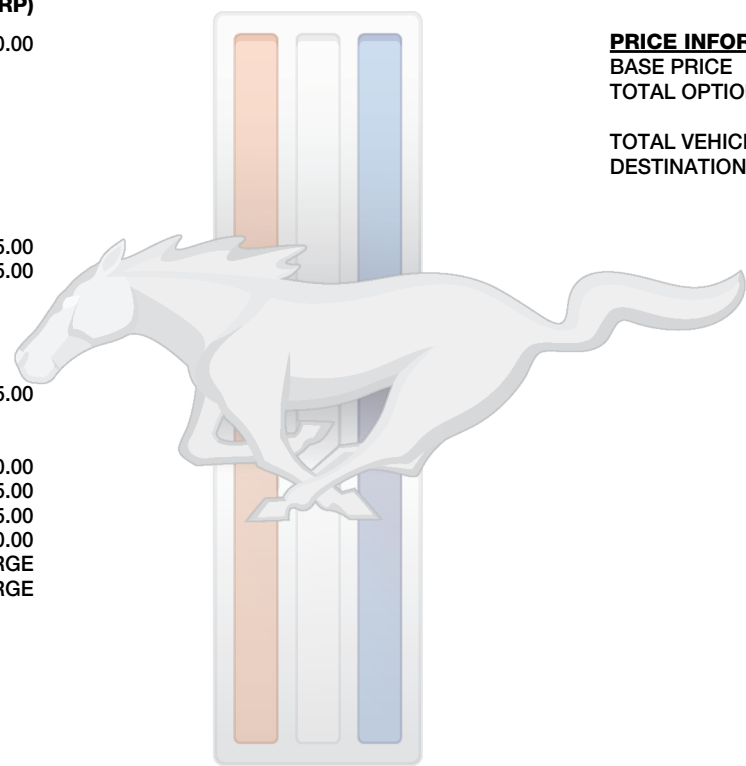 RP)
0.00
5.00
5.00
5.00
0.00
5.00
5.00
0.00
RGE
RGE
PRICE INFOR
BASE PRICE
TOTAL OPTIO
TOTAL VEHIC
DESTINATION